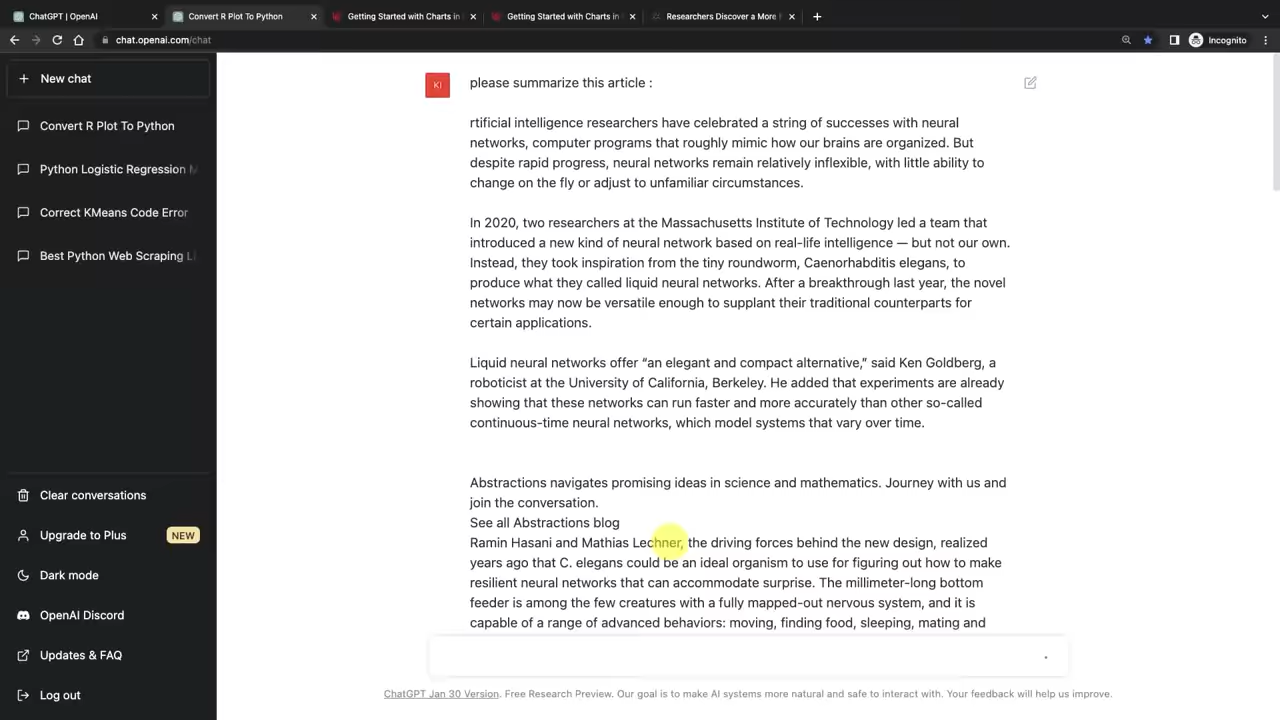 ChatGPT | OpenAI
Convert R Plot To Python
Getting Started with Charts in
Getting Started with Charts in
Researchers Discover a More
chat.openai.com/chat
Incognito
New chat
Convert R Plot To Python
Python Logistic Regression
Correct KMeans Code Error
Best Python Web Scraping
Clear conversations
Upgrade to Plus
NEW
Dark mode
OpenAI Discord
Updates & FAQ
Log out
KI
please summarize this article :
rtificial intelligence researchers have celebrated a string of successes with neural
networks, computer programs that roughly mimic how our brains are organized. But
despite rapid progress, neural networks remain relatively inflexible, with little ability to
change on the fly or adjust to unfamiliar circumstances.
In 2020, two researchers at the Massachusetts Institute of Technology led a team that
introduced a new kind of neural network based on real-life intelligence — but not our own.
Instead, they took inspiration from the tiny roundworm, Caenorhabditis elegans, to
produce what they called liquid neural networks. After a breakthrough last year, the novel
networks may now be versatile enough to supplant their traditional counterparts for
certain applications.
Liquid neural networks offer “an elegant and compact alternative,” said Ken Goldberg, a
roboticist at the University of California, Berkeley. He added that experiments are already
showing that these networks can run faster and more accurately than other so-called
continuous-time neural networks, which model systems that vary over time.
Abstractions navigates promising ideas in science and mathematics. Journey with us and
join the conversation.
See all Abstractions blog
Ramin Hasani and Mathias Lechner, the driving forces behind the new design, realized
years ago that C. elegans could be an ideal organism to use for figuring out how to make
resilient neural networks that can accommodate surprise. The millimeter-long bottom
feeder is among the few creatures with a fully mapped-out nervous system, and it is
capable of a range of advanced behaviors: moving, finding food, sleeping, mating and
ChatGPT Jan 30 Version. Free Research Preview. Our goal is to make AI systems more natural and safe to interact with. Your feedback will help us improve.